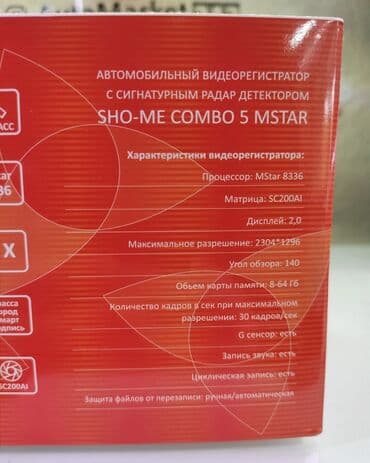 АВТОМОБИЛЬНЫЙ ВИДЕОРЕГИСТРАТОР
С СИГНАТУРНЫМ РАДАР ДЕТЕКТОРОМ
SHO-ME COMBO 5 MSTAR
Характеристики видеорегистратора:
Процессор: MStar 8336
Матрица: SC200AI
Дисплей: 2,0
Максимальное разрешение: 2304*1296
Угол обзора: 140
Объем карты памяти: 8-64 Гб
Количество кадров в сек при максимальном
разрешении: 30 кадров/сек
G сенсор: есть
Запись звука: есть
Циклическая запись: есть
Защита файлов от перезаписи: ручная/автоматическая
X
SC200AI